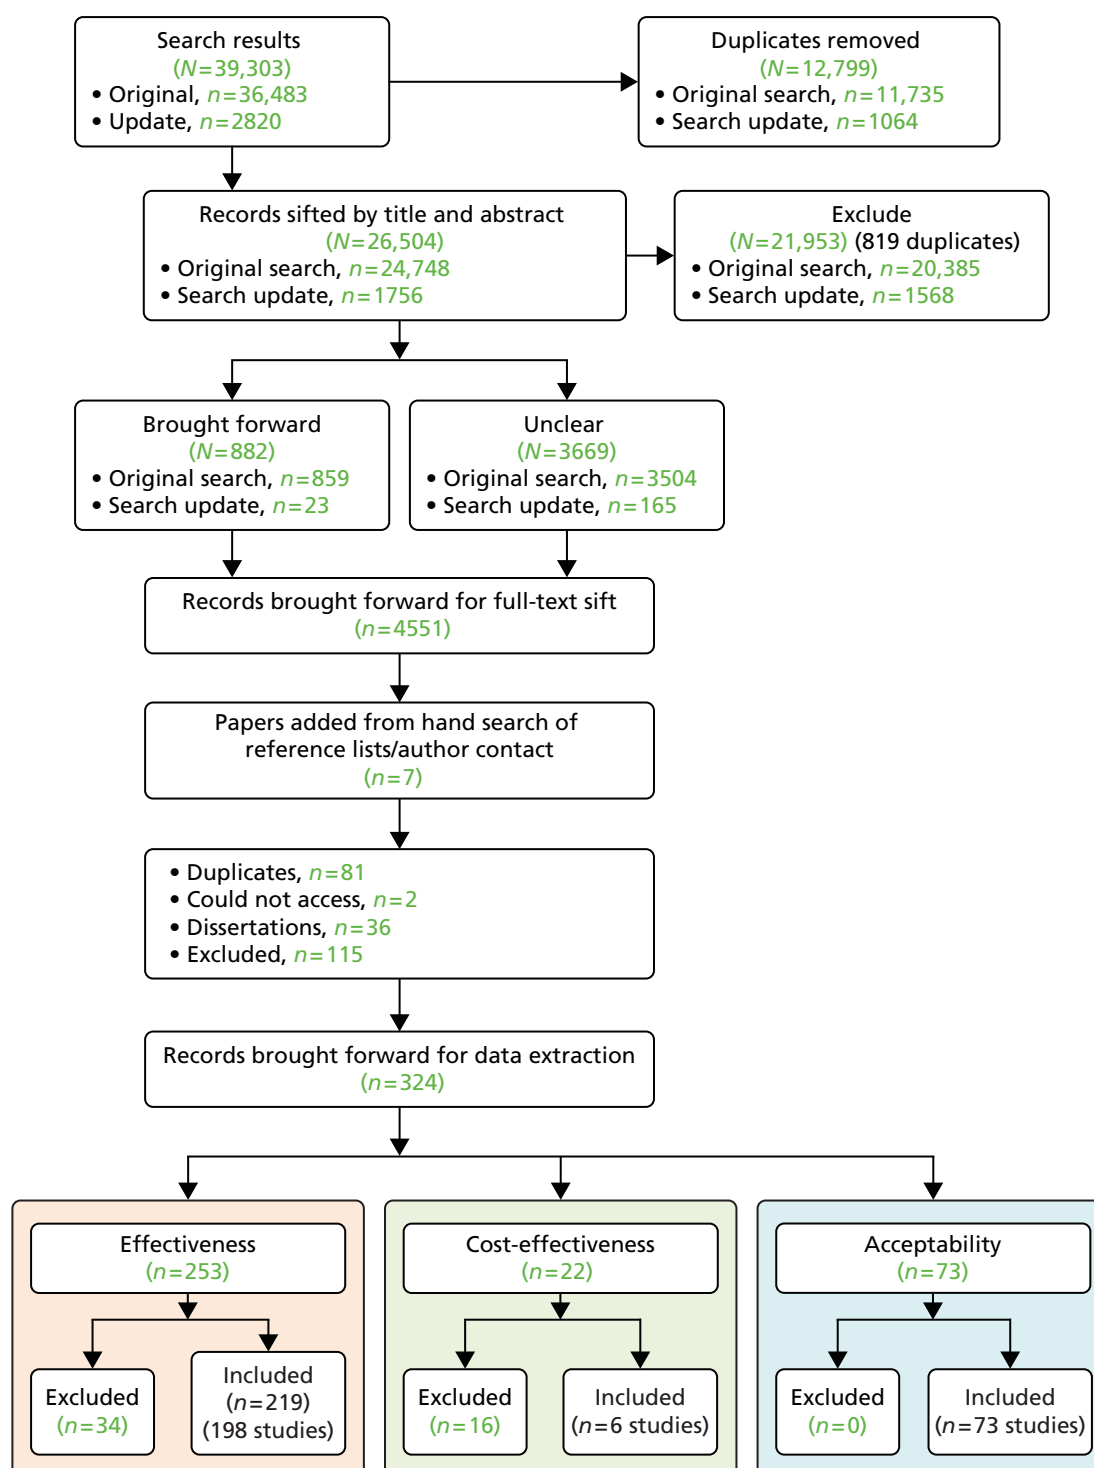 Search results
(N=39,303)
• Original, n=36,483
• Update, n=2820
Duplicates removed
(N=12,799)
• Original search, n=11,735
• Search update, n=1064
Records sifted by title and abstract
(N=26,504)
• Original search, n=24,748
• Search update, n=1756
Exclude
(N=21,953) (819 duplicates)
• Original search, n=20,385
• Search update, n=1568
Brought forward
(N=882)
• Original search, n=859
• Search update, n=23
Unclear
(N=3669)
• Original search, n=3504
• Search update, n=165
Records brought forward for full-text sift
(n=4551)
Papers added from hand search of
reference lists/author contact
(n=7)
• Duplicates, n=81
• Could not access, n=2
• Dissertations, n=36
• Excluded, n=115
Records brought forward for data extraction
(n=324)
Effectiveness
(n=253)
Excluded
(n=34)
Included
(n=219)
(198 studies)
Cost-effectiveness
(n=22)
Excluded
(n=16)
Included
(n=6 studies)
Acceptability
(n=73)
Excluded
(n=0)
Included
(n=73 studies)